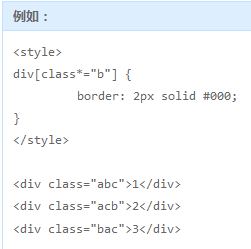 例如：
<style>
div[class*="b"] {
        border: 2px solid #000;
}
</style>

<div class="abc">1</div>
<div class="acb">2</div>
<div class="bac">3</div>